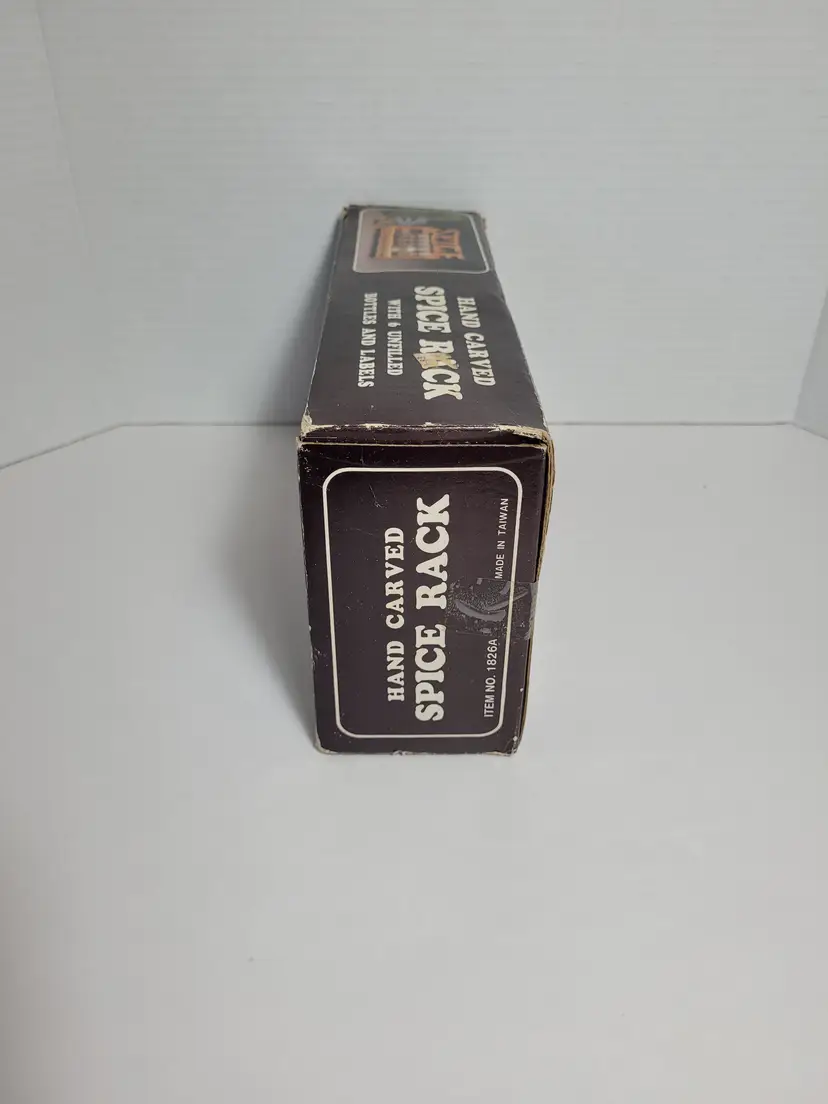 HAND CARVED
SPICE RACK
WITH 6 UNFILLED
BOTTLES AND LABELS
HAND CARVED
SPICE RACK
ITEM NO. 1826A
MADE IN TAIWAN